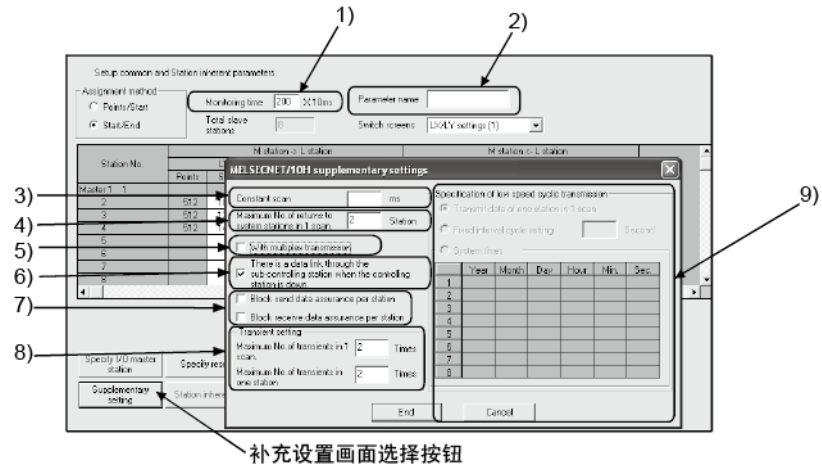 1)
2)
Setup common and Station inherent parameters.
Assignment method
Points/Start
Start/End
Monitoring time 200 X10ms
Parameter name
Total slave stations 8
Switch screens LX/LY settings (1)
Station No.
M station -> L station
M station <- L station
Points
Master 1 1
2 512
3 512
4 512
5
6
7
8
MELSECNET/10H supplementary settings
3)
Constant scan ms
4)
Maximum No. of returns to system stations in 1 scan. 2 Station
5)
With multiplex transmission
6)
There is a data link through the
sub-controlling station when the controling
station is down.
7)
Block send data assurance per station
Block receive data assurance per station
8)
Transient setting
Maximum No. of transients in 1 scan. 2 Times
Maximum No. of transients in one station 2 Times
9)
Specification of low speed cyclic transmission
Transmit data of one station in 1 scan
Fixed interval cycle setting Second
System times
Year Month Day Hour Min. Sec.
1
2
3
4
5
6
7
8
End
Cancel
Specify I/O master station
Supplementary setting
补充设置画面选择按钮